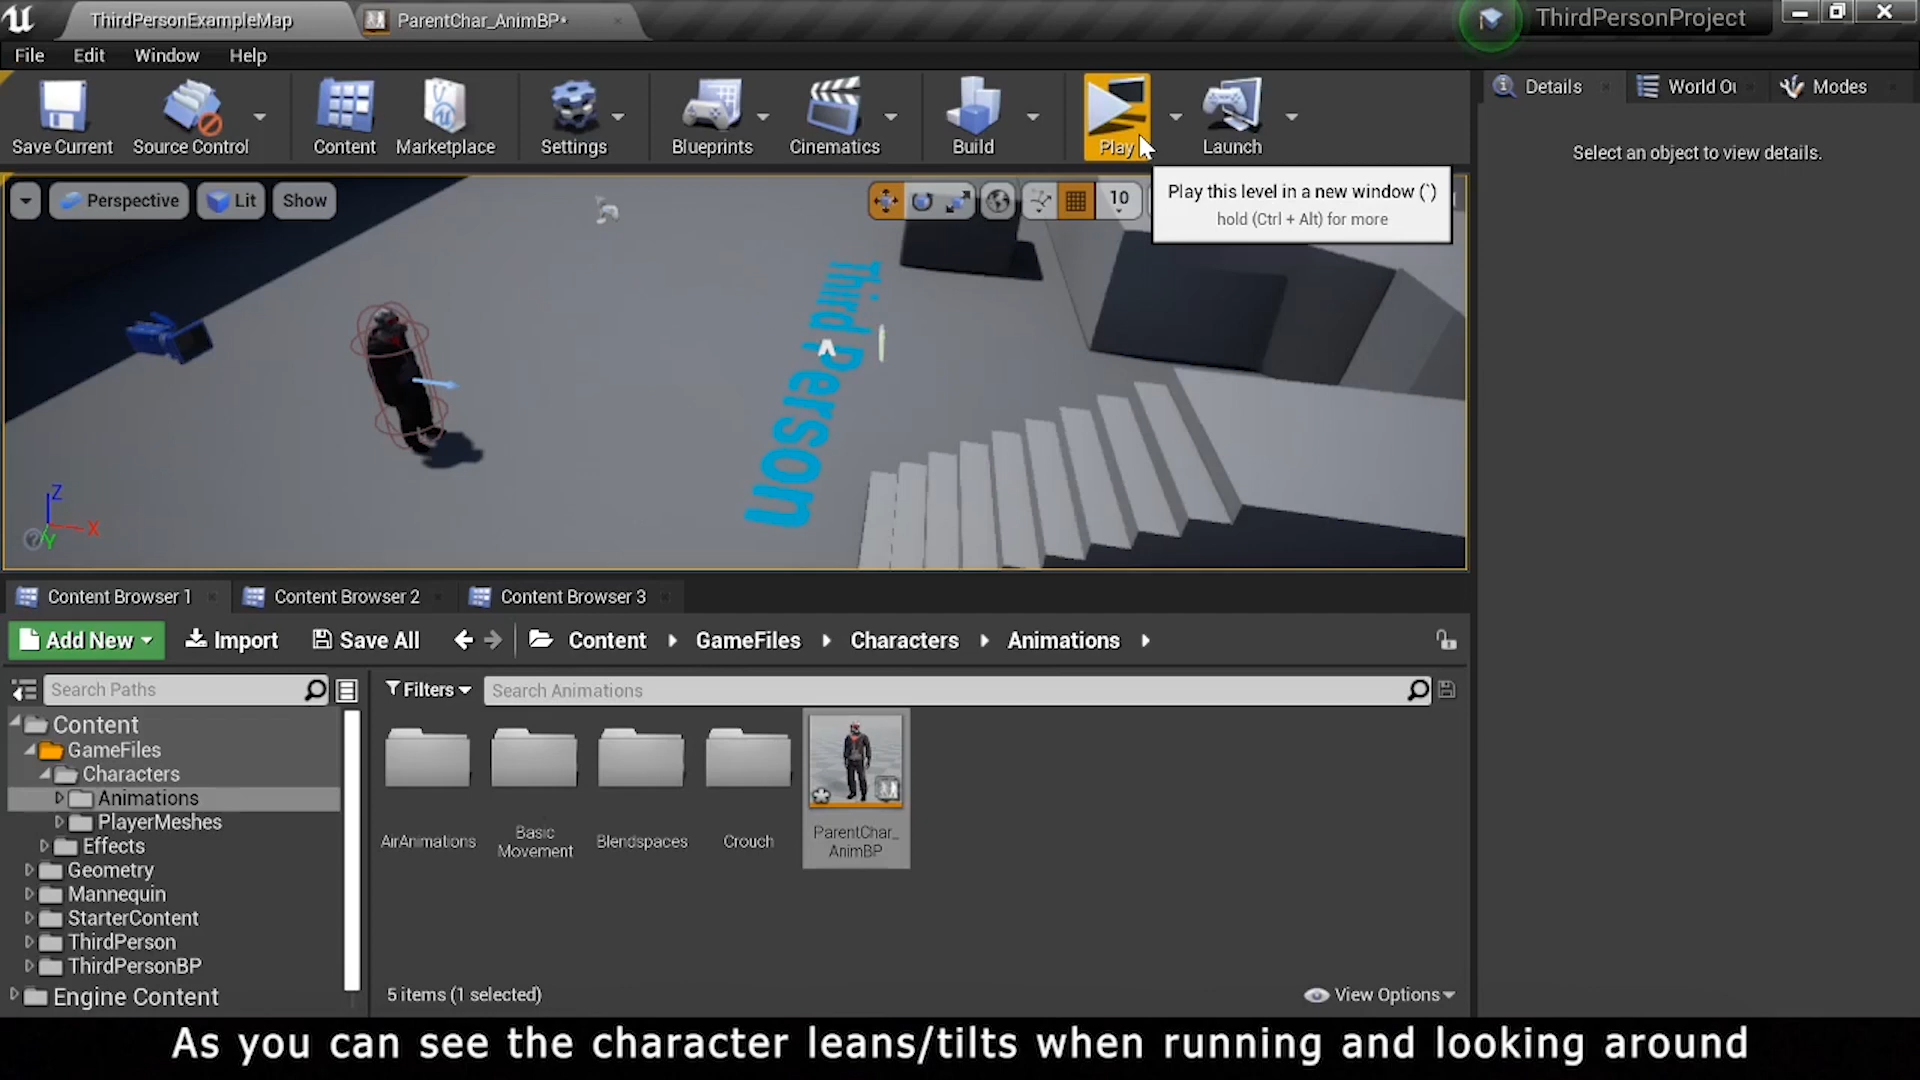 ThirdPersonExampleMap
ParentChar_AnimBP*
ThirdPersonProject
File Edit Window Help
Save Current
Source Control
Content
Marketplace
Settings
Blueprints
Cinematics
Build
Play
Launch
Details
World Ou
Modes
Select an object to view details.
Play this level in a new window (`)
hold (Ctrl + Alt) for more
Perspective
Lit
Show
10
Third Person
Z
X
Y
Content Browser 1
Content Browser 2
Content Browser 3
Add New
Import
Save All
Content
GameFiles
Characters
Animations
Search Paths
Filters
Search Animations
Content
GameFiles
Characters
Animations
PlayerMeshes
Effects
Geometry
Mannequin
StarterContent
ThirdPerson
ThirdPersonBP
Engine Content
AirAnimations
Basic
Movement
Blendspaces
Crouch
ParentChar_
AnimBP
5 items (1 selected)
View Options
As you can see the character leans/tilts when running and looking around